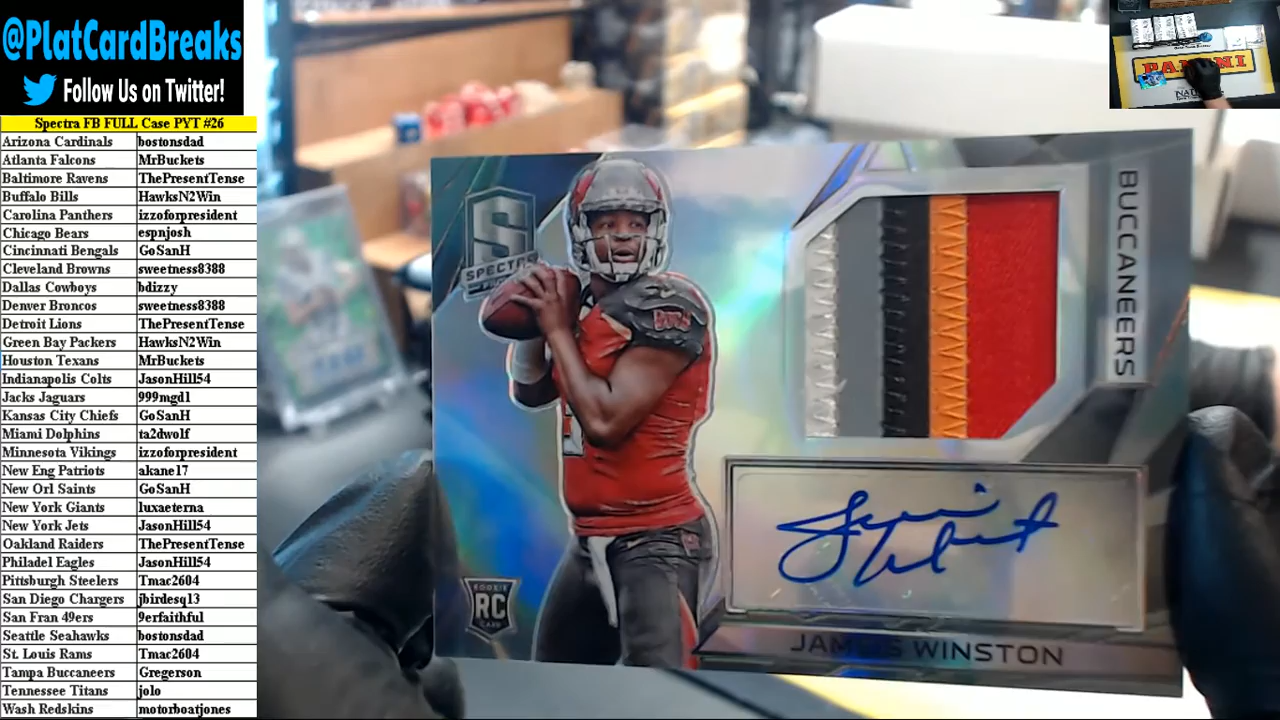 @PlatCardBreaks
Follow Us on Twitter!
Spectra FB FULL Case PYT #26
Arizona Cardinals bostonsdad
Atlanta Falcons MrBuckets
Baltimore Ravens ThePresentTense
Buffalo Bills HawksN2Win
Carolina Panthers izzoforpresident
Chicago Bears espnjosh
Cincinnati Bengals GoSanH
Cleveland Browns sweetness8388
Dallas Cowboys bdizzy
Denver Broncos sweetness8388
Detroit Lions ThePresentTense
Green Bay Packers HawksN2Win
Houston Texans MrBuckets
Indianapolis Colts JasonHill54
Jacks Jaguars 999mgd1
Kansas City Chiefs GoSanH
Miami Dolphins ta2dwolf
Minnesota Vikings izzoforpresident
New Eng Patriots akane17
New Orl Saints GoSanH
New York Giants luxaeterna
New York Jets JasonHill54
Oakland Raiders ThePresentTense
Philadel Eagles JasonHill54
Pittsburgh Steelers Tmac2604
San Diego Chargers jbirdesq13
San Fran 49ers 9erfaithful
Seattle Seahawks bostonsdad
St. Louis Rams Tmac2604
Tampa Buccaneers Gregerson
Tennessee Titans jolo
Wash Redskins motorboatjones
S
SPECTRA
BUCS
BUCCANEERS
ROOKIE
RC
CARD
JAMEIS WINSTON
PANINI